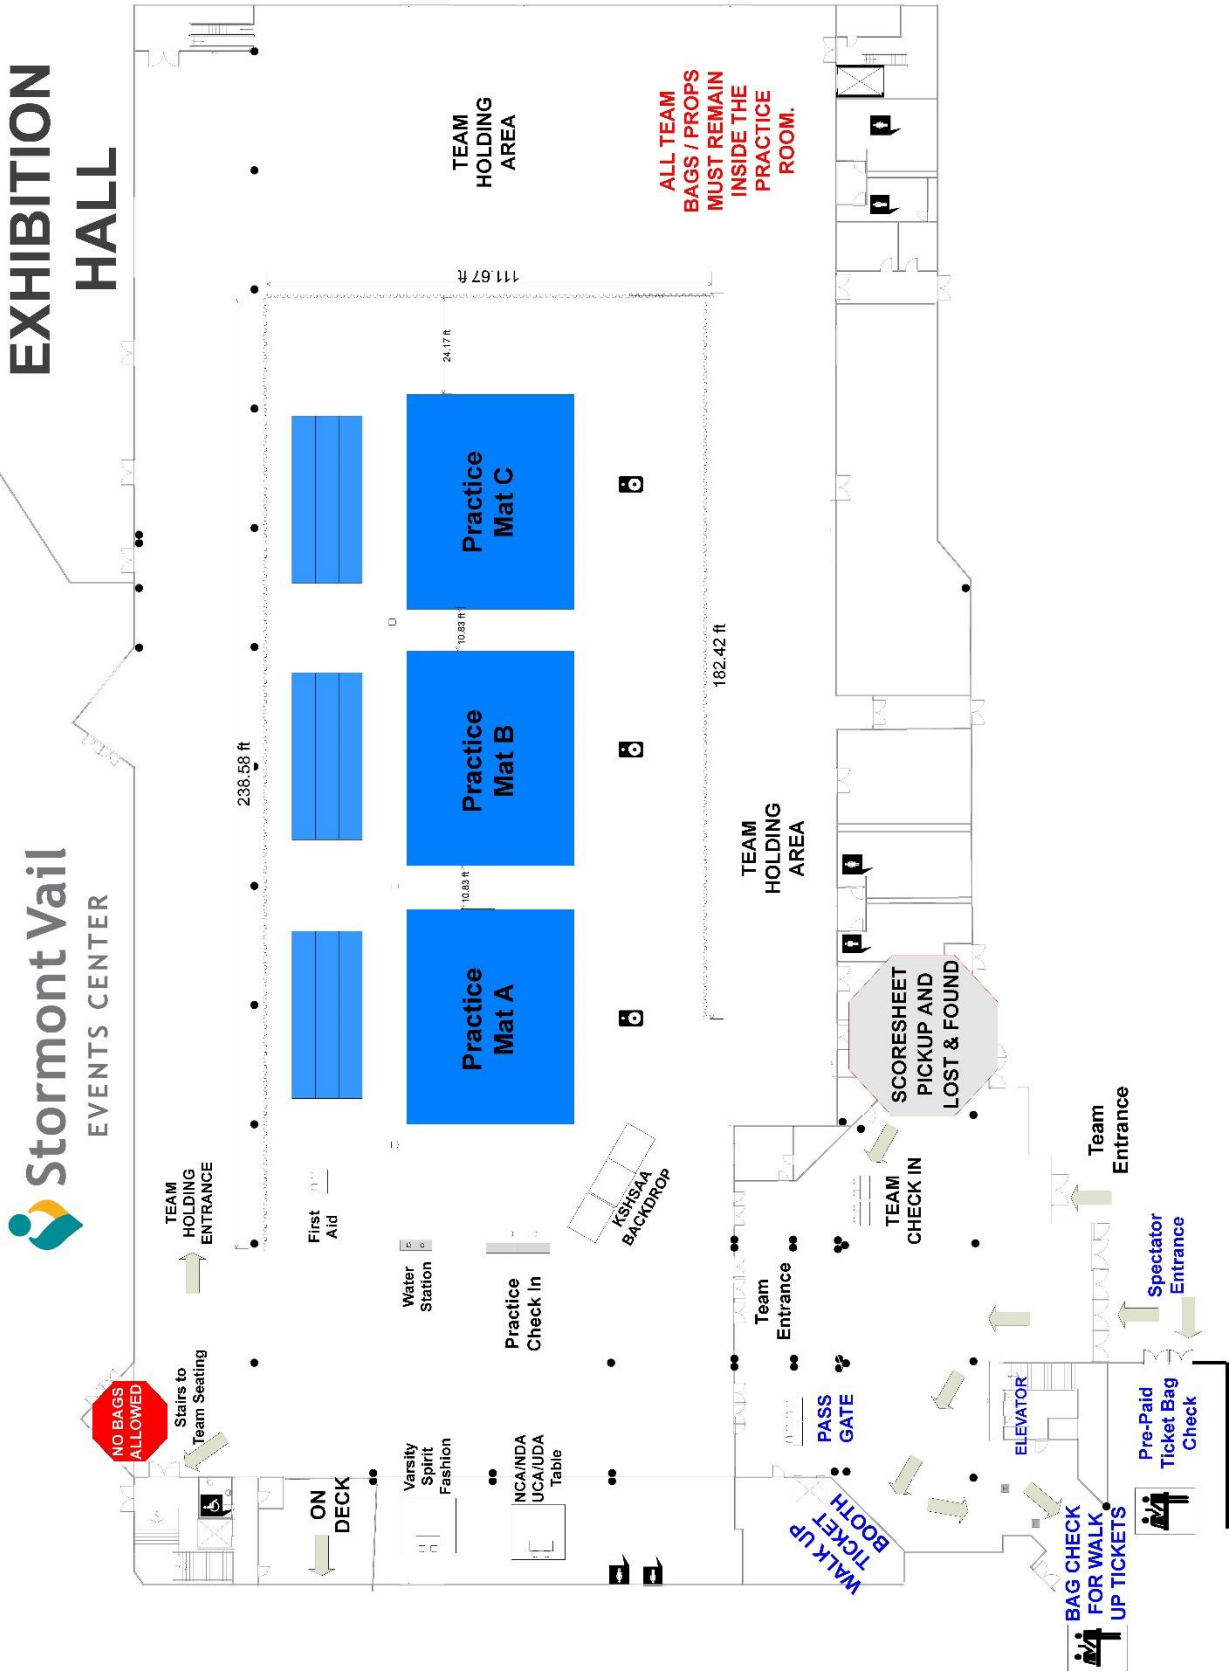 Stormont Vail
EVENTS CENTER
EXHIBITION
HALL
NO BAGS
ALLOWED
Stairs to
Team Seating
TEAM
HOLDING
ENTRANCE
238.58 ft
ON
DECK
First
Aid
Varsity
Spirit
Fashion
Water
Station
NCA/NDA
UCA/UDA
Table
Practice
Check In
KSHSAA
BACKDROP
Practice
Mat A
10.83 ft
Practice
Mat B
10.83 ft
Practice
Mat C
24.17 ft
111.67 ft
TEAM
HOLDING
AREA
182.42 ft
ALL TEAM
BAGS / PROPS
MUST REMAIN
INSIDE THE
PRACTICE
ROOM.
TEAM
HOLDING
AREA
Team
Entrance
PASS
GATE
WALK UP
TICKET
BOOTH
TEAM
CHECK IN
SCORESHEET
PICKUP AND
LOST & FOUND
ELEVATOR
Team
Entrance
Spectator
Entrance
Pre-Paid
Ticket Bag
Check
BAG CHECK
FOR WALK
UP TICKETS